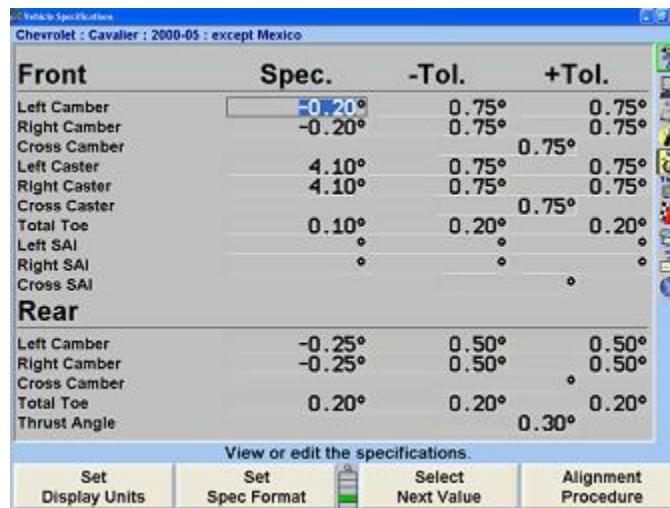 Vehicle Specifications
Chevrolet : Cavalier : 2000-05 : except Mexico
Front Spec. -Tol. +Tol.
Left Camber -0.20° 0.75° 0.75°
Right Camber -0.20° 0.75° 0.75°
Cross Camber 0.75°
Left Caster 4.10° 0.75° 0.75°
Right Caster 4.10° 0.75° 0.75°
Cross Caster 0.75°
Total Toe 0.10° 0.20° 0.20°
Left SAI ° ° °
Right SAI ° ° °
Cross SAI °
Rear
Left Camber -0.25° 0.50° 0.50°
Right Camber -0.25° 0.50° 0.50°
Cross Camber °
Total Toe 0.20° 0.20° 0.20°
Thrust Angle 0.30°
View or edit the specifications.
Set Display Units
Set Spec Format
Select Next Value
Alignment Procedure